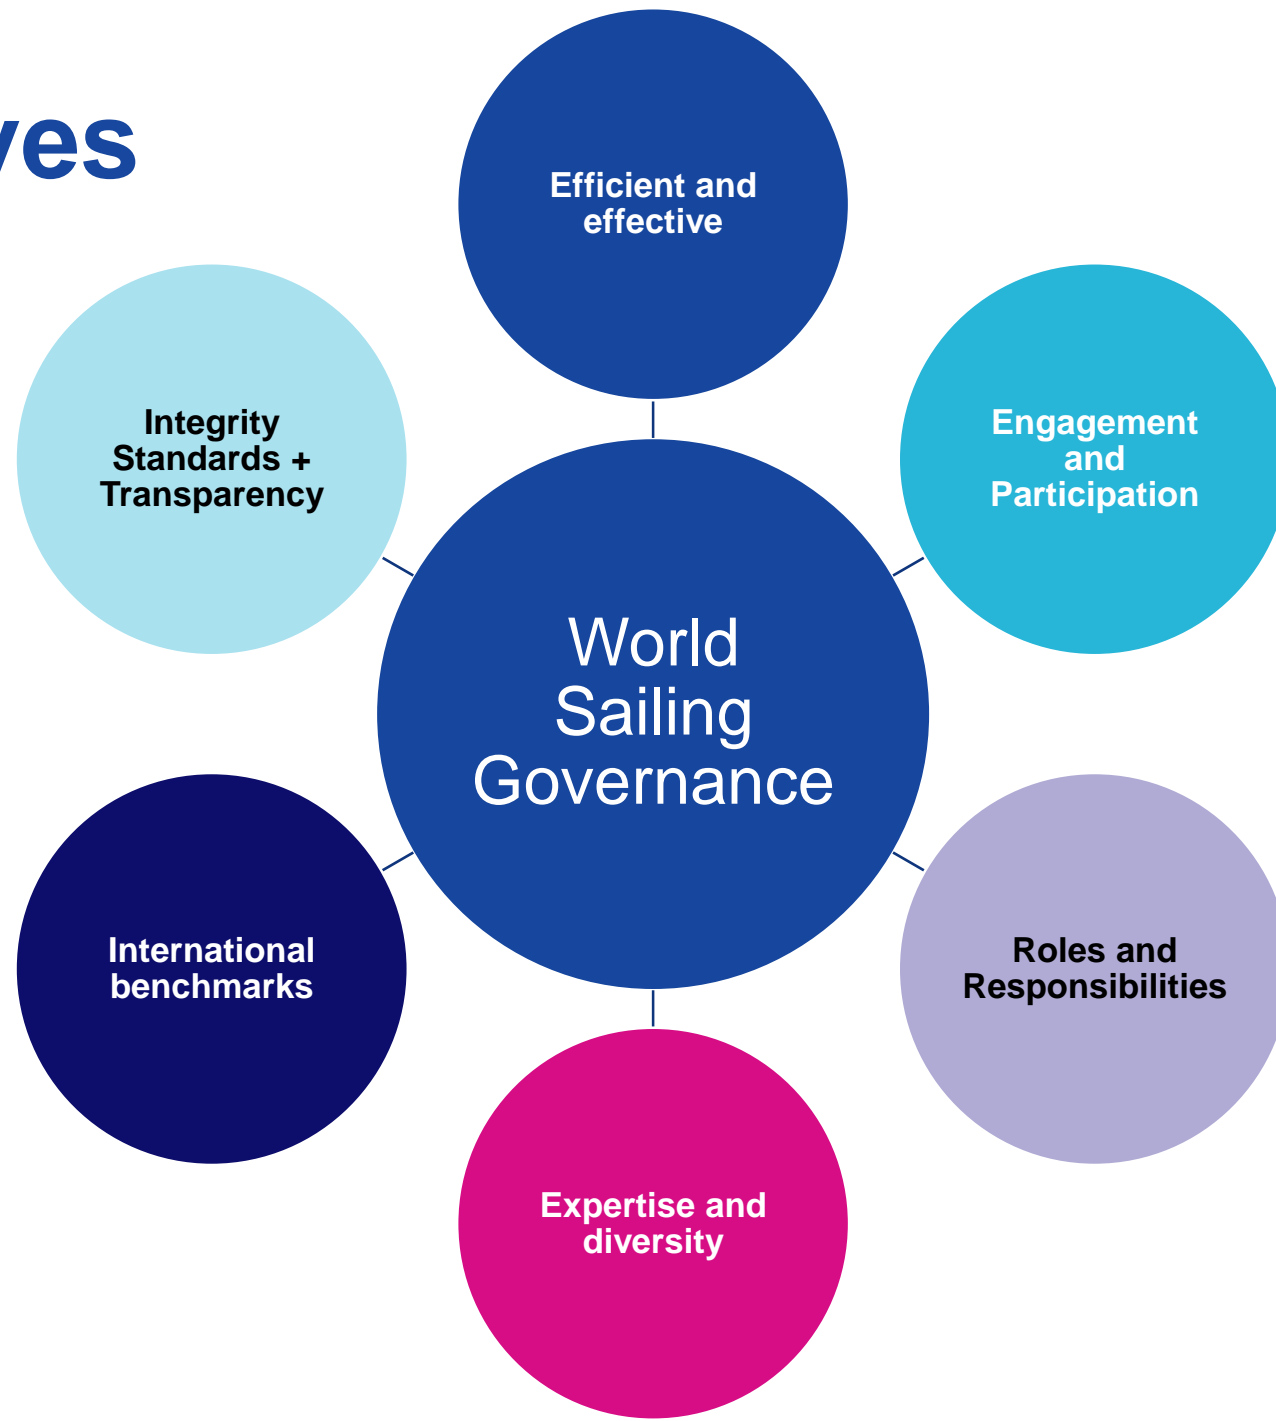 ves
Efficient and
effective
Integrity
Standards +
Transparency
Engagement
and
Participation
World
Sailing
Governance
International
benchmarks
Roles and
Responsibilities
Expertise and
diversity